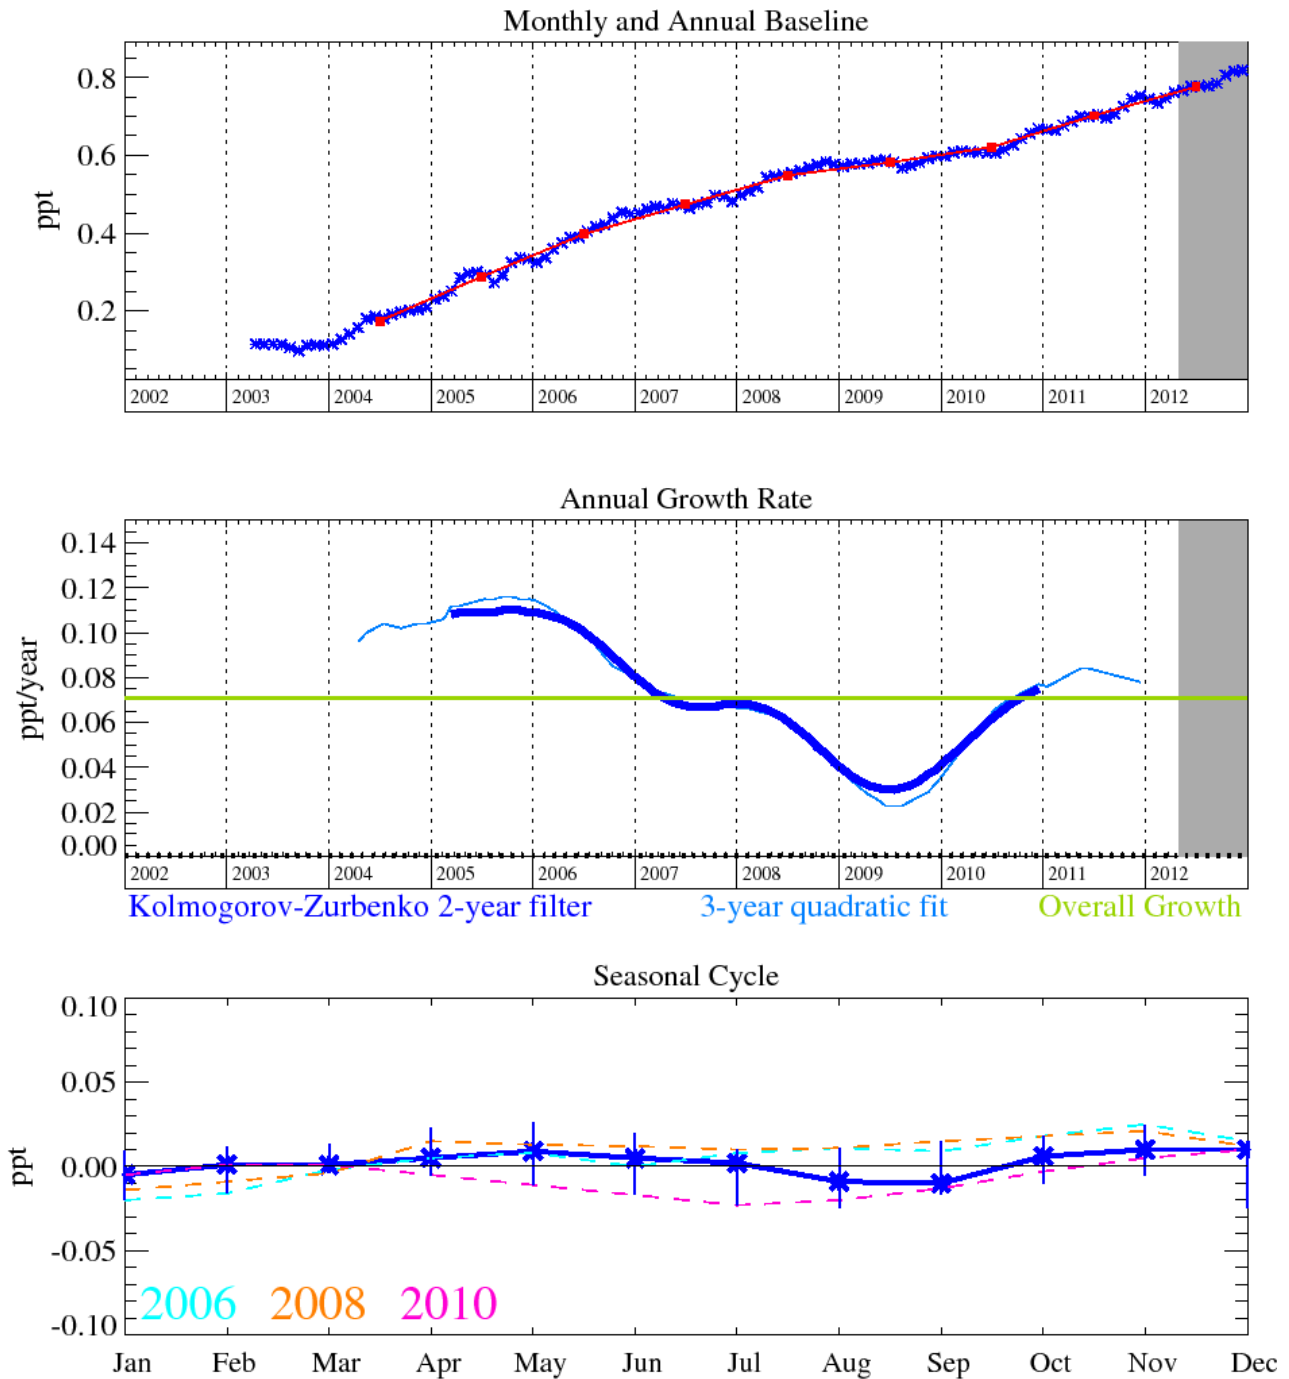 Monthly and Annual Baseline
0.8
0.6
0.4
0.2
ppt
2002 2003 2004 2005 2006 2007 2008 2009 2010 2011 2012
Annual Growth Rate
0.14
0.12
0.10
0.08
0.06
0.04
0.02
0.00
ppt/year
2002 2003 2004 2005 2006 2007 2008 2009 2010 2011 2012
Kolmogorov-Zurbenko 2-year filter 3-year quadratic fit Overall Growth
Seasonal Cycle
0.10
0.05
0.00
-0.05
-0.10
ppt
2006 2008 2010
Jan Feb Mar Apr May Jun Jul Aug Sep Oct Nov Dec